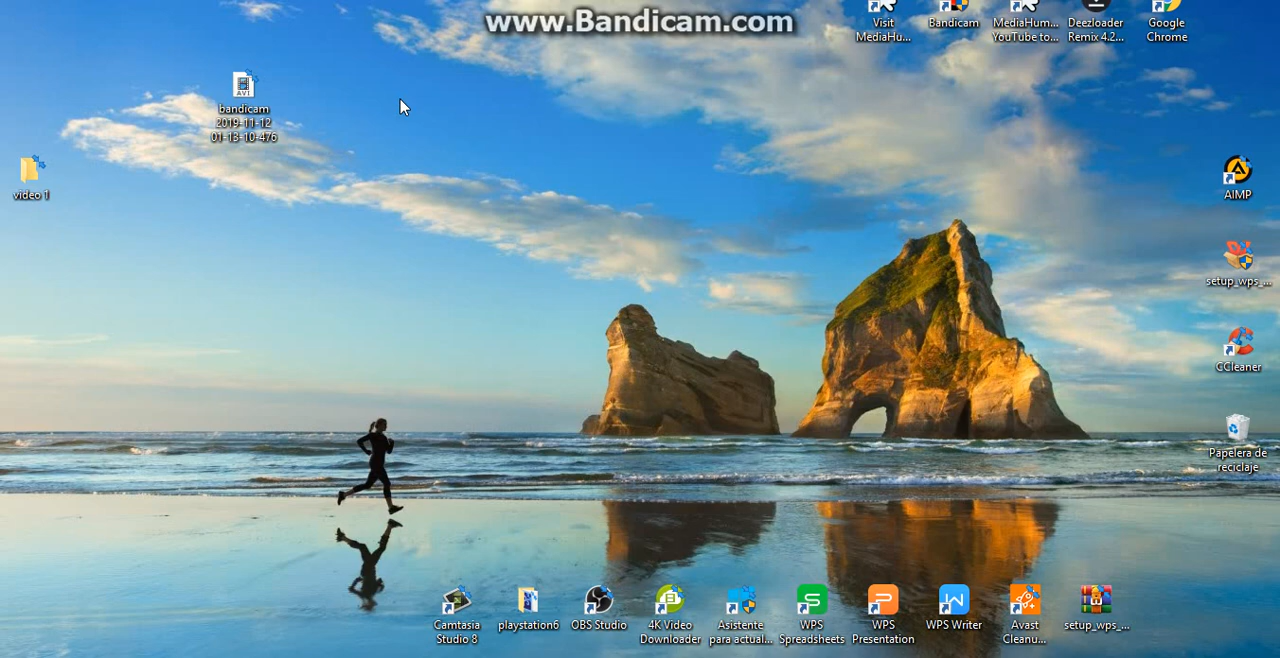 www.Bandicam.com
Visit
MediaHu...
Bandicam
MediaHum...
YouTube to...
Deezloader
Remix 4.2...
Google
Chrome
AVI
bandicam
2019-11-12
01-13-10-476
video 1
AIMP
setup_wps_...
CCleaner
Papelera de
reciclaje
Camtasia
Studio 8
playstation6
OBS Studio
4K Video
Downloader
Asistente
para actual...
WPS
Spreadsheets
WPS
Presentation
WPS Writer
Avast
Cleanu...
setup_wps_...